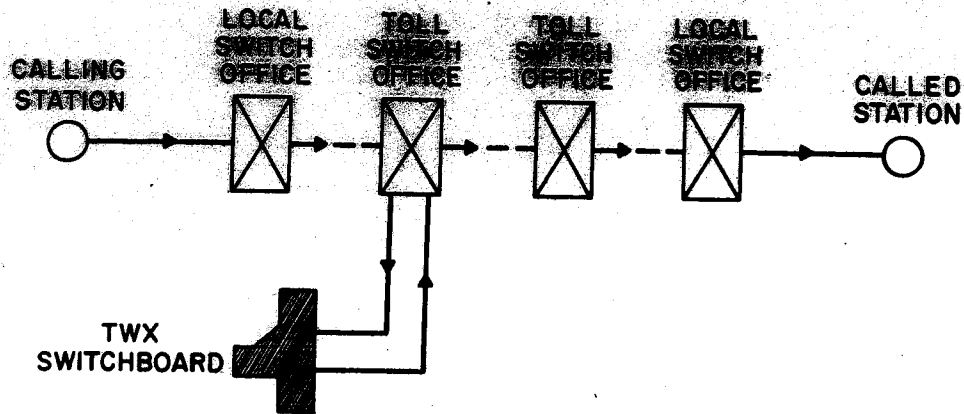 CALLING
STATION
LOCAL
SWITCH
OFFICE
TOLL
SWITCH
OFFICE
TOLL
SWITCH
OFFICE
LOCAL
SWITCH
OFFICE
CALLED
STATION
TWX
SWITCHBOARD